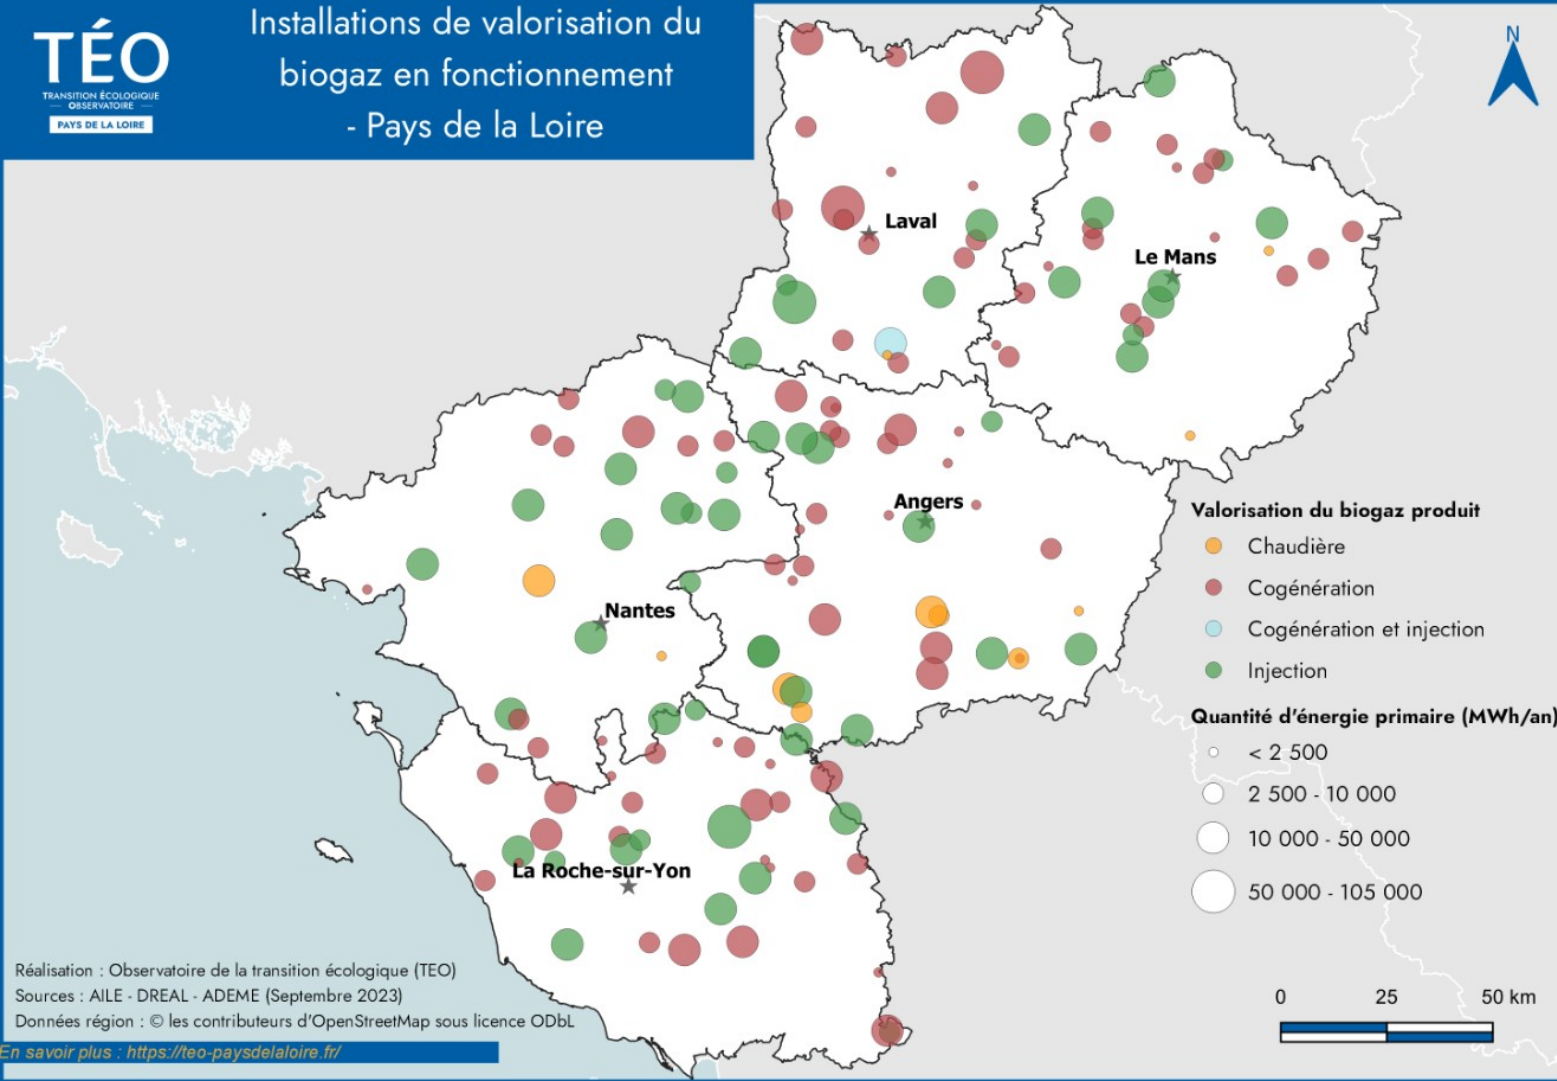 TÉO
TRANSITION ÉCOLOGIQUE
OBSERVATOIRE
PAYS DE LA LOIRE
Installations de valorisation du
biogaz en fonctionnement
- Pays de la Loire
N
Laval
Le Mans
Angers
Nantes
La Roche-sur-Yon
Valorisation du biogaz produit
Chaudière
Cogénération
Cogénération et injection
Injection
Quantité d'énergie primaire (MWh/an)
< 2 500
2 500 - 10 000
10 000 - 50 000
50 000 - 105 000
0 25 50 km
Réalisation : Observatoire de la transition écologique (TEO)
Sources : AILE - DREAL - ADEME (Septembre 2023)
Données région : © les contributeurs d'OpenStreetMap sous licence ODbL
En savoir plus : https://teo-paysdelaloire.fr/